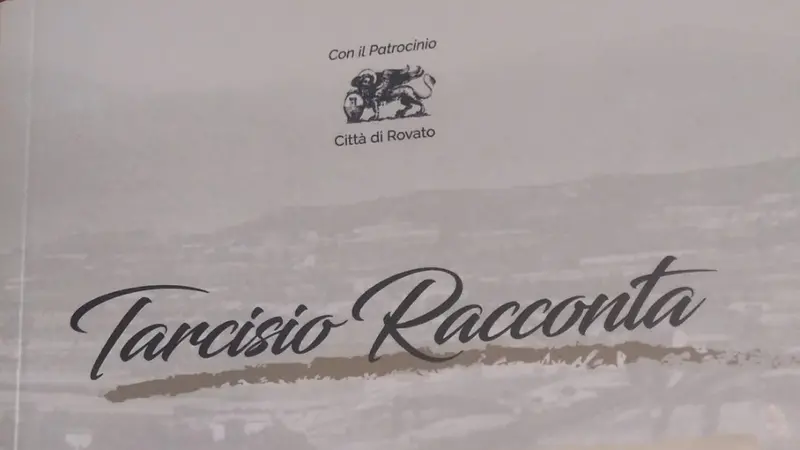 Con il Patrocinio
Città di Rovato
Tarcisio Racconta